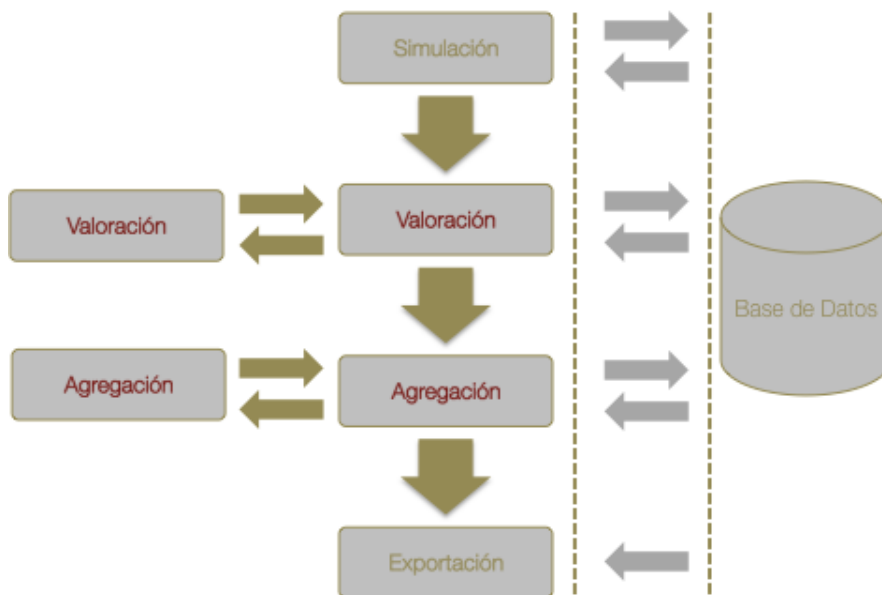 Simulación
Valoración
Valoración
Base de Datos
Agregación
Agregación
Exportación